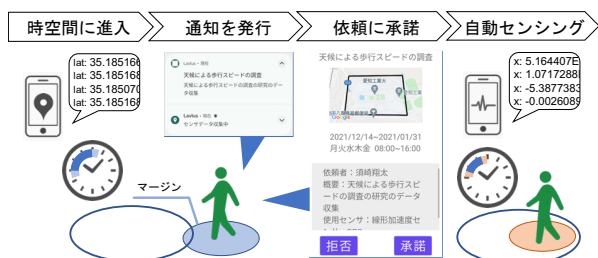 時空間に進入
通知を発行
依頼に承諾
自動センシング
lat: 35.185166
lat: 35.185168
lat: 35.185070
lat: 35.185168
Lavlus・現在
天候による歩行スピードの調査
天候による歩行スピードの調査の研究のデー
タ収集
Lavlus・現在
センサデータ収集中
マージン
天候による歩行スピードの調査
愛知工業大
Google
2021/12/14~2021/01/31
月火水木金 08:00~16:00
依頼者：須崎翔太
概要：天候による歩行スピ
ードの調査の研究のデータ
収集
使用センサ：線形加速度セ
拒否
承諾
x: 5.164407E
x: 1.0717288
x: -5.387738
x: -0.002608